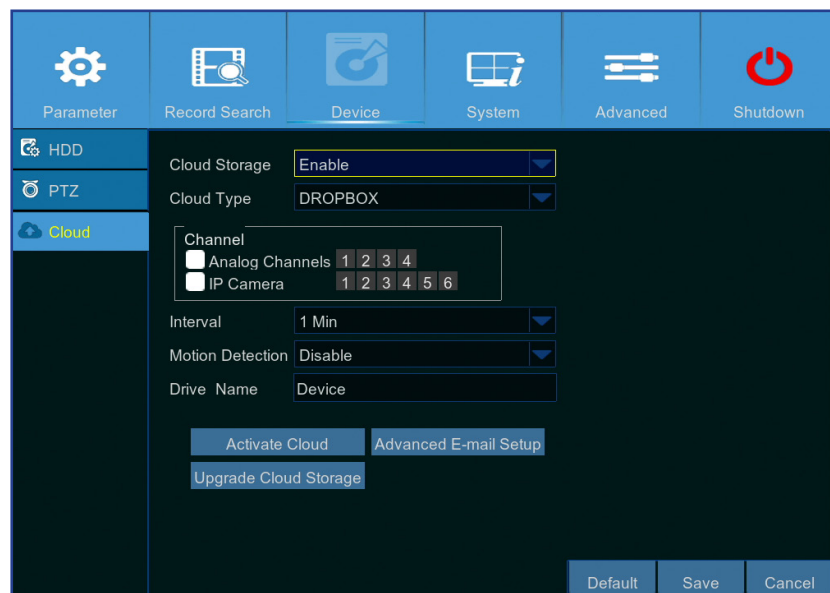 Parameter Record Search Device System Advanced Shutdown
HDD
PTZ
Cloud
Cloud Storage Enable
Cloud Type DROPBOX
Channel
Analog Channels 1 2 3 4
IP Camera 1 2 3 4 5 6
Interval 1 Min
Motion Detection Disable
Drive Name Device
Activate Cloud Advanced E-mail Setup
Upgrade Cloud Storage
Default Save Cancel